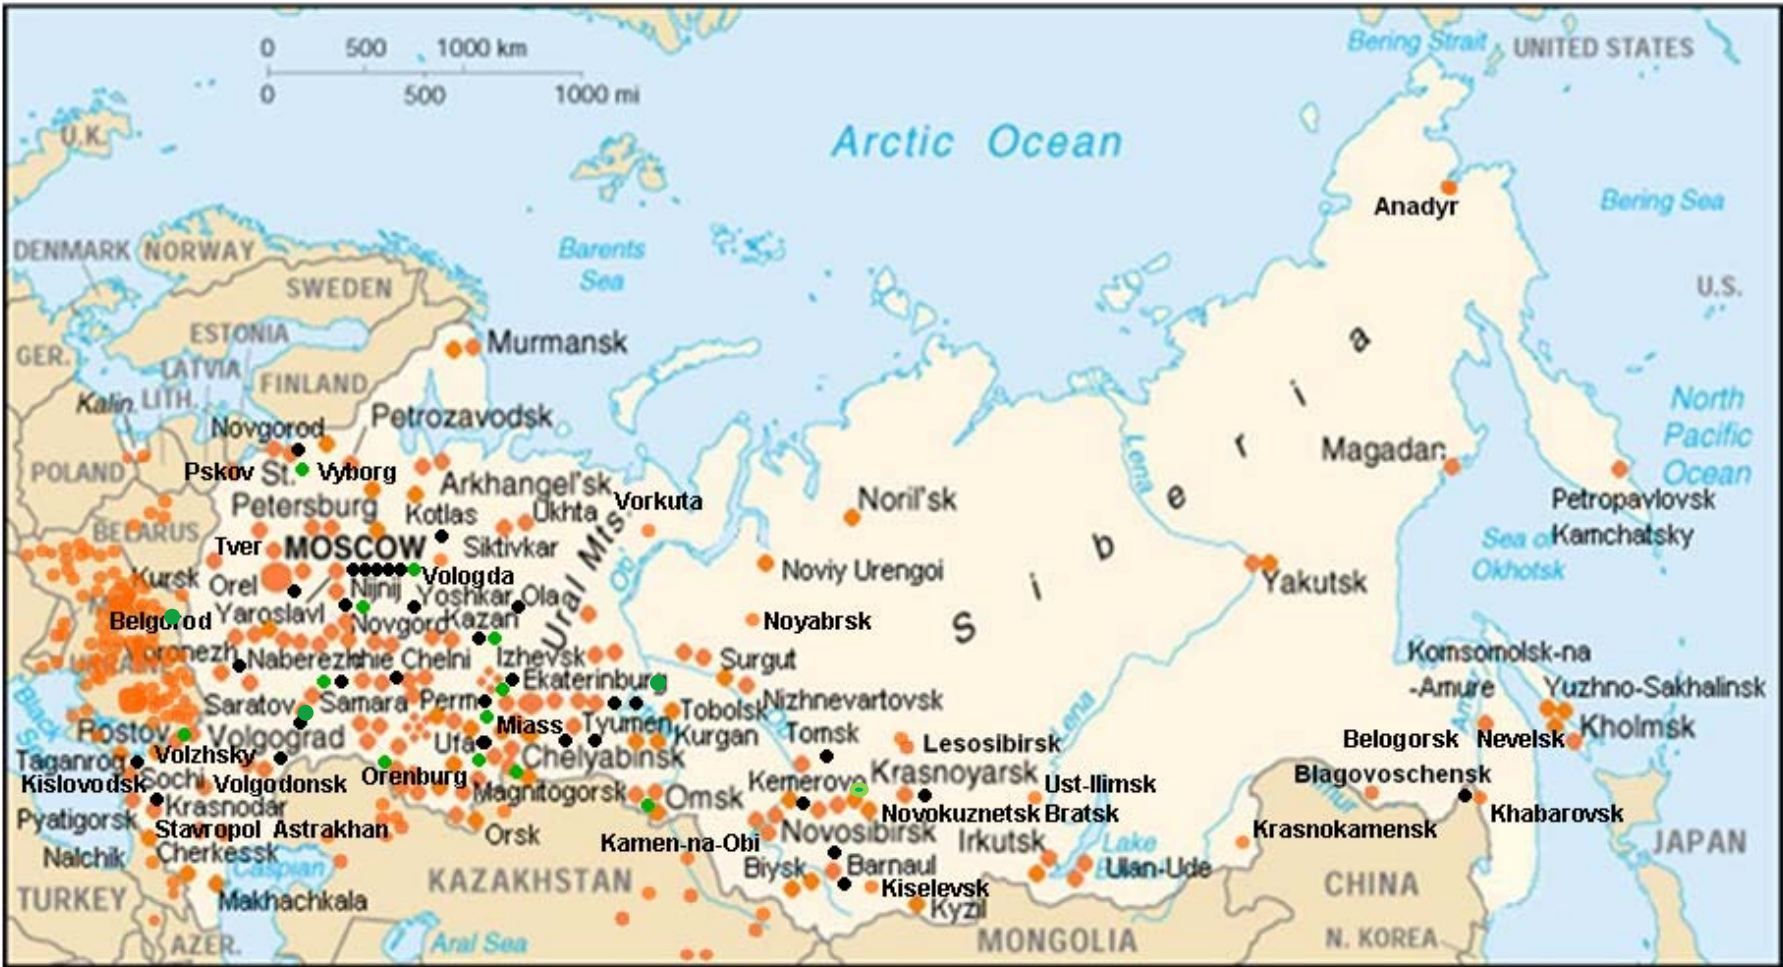 0 500 1000 km
0 500 1000 mi
Bering Strait
UNITED STATES
U.K.
Arctic Ocean
Anadyr
Bering Sea
DENMARK
NORWAY
Barents
Sea
SWEDEN
U.S.
ESTONIA
Murmansk
GER.
LATVIA
FINLAND
a
i
Kalin.
LITH.
Petrozavodsk
Novgorod
North
Pacific
Ocean
Lena
r
Magadan
POLAND
Pskov
St.
Petersburg
Vyborg
Arkhangel'sk
Vorkuta
Noril'sk
e
Petropavlovsk
Kamchatsky
BELARUS
Kotlas
Ukhta
Ural Mts.
Tver
MOSCOW
Siktivkar
b
Sea of
Okhotsk
Kursk
Orel
Nijnij
Novgord
Vologda
Noviy Urengoi
i
Yakutsk
Belgorod
Yaroslavl
Yoshkar Ola
Kazan
Noyabrsk
S
Naberezhnie Chelni
Izhevsk
Surgut
Komsomolsk-na
-Amure
Ekaterinburg
Nizhnevartovsk
Yuzhno-Sakhalinsk
Black
Saratov
Samara
Perm
Miass
Tyumen
Tobolsk
Lena
Kholmsk
Rostov
Volgograd
Ufa
Kurgan
Tomsk
Lesosibirsk
Belogorsk
Nevelsk
Taganrog
Volzhsky
Chelyabinsk
Kislovodsk
Sochi
Volgodonsk
Orenburg
Kemerovo
Krasnoyarsk
Ust-Ilimsk
Blagovoschensk
Magnitogorsk
Omsk
Amur
Krasnodar
Novokuznetsk
Bratsk
Khabarovsk
Pyatigorsk
Stavropol
Astrakhan
Orsk
Kamen-na-Obi
Novosibirsk
Irkutsk
Lake
Krasnokamensk
JAPAN
Nalchik
Cherkessk
Caspian
Biysk
Barnaul
Ulan-Ude
TURKEY
Makhachkala
KAZAKHSTAN
Kiselevsk
Kyzil
CHINA
AZER.
Aral Sea
MONGOLIA
N. KOREA